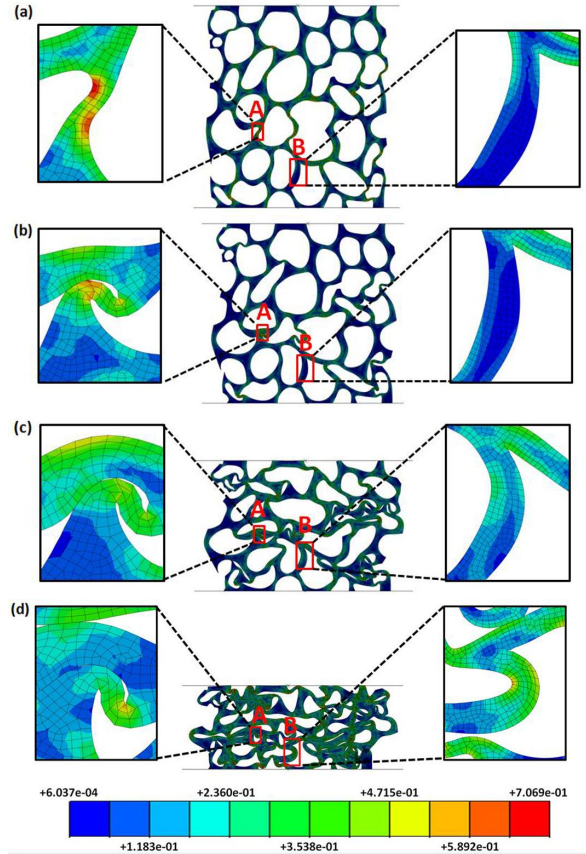 (a)
A
B
(b)
A
B
(c)
A
B
(d)
A
B
+6.037e-04 +2.360e-01 +4.715e-01 +7.069e-01
+1.183e-01 +3.538e-01 +5.892e-01